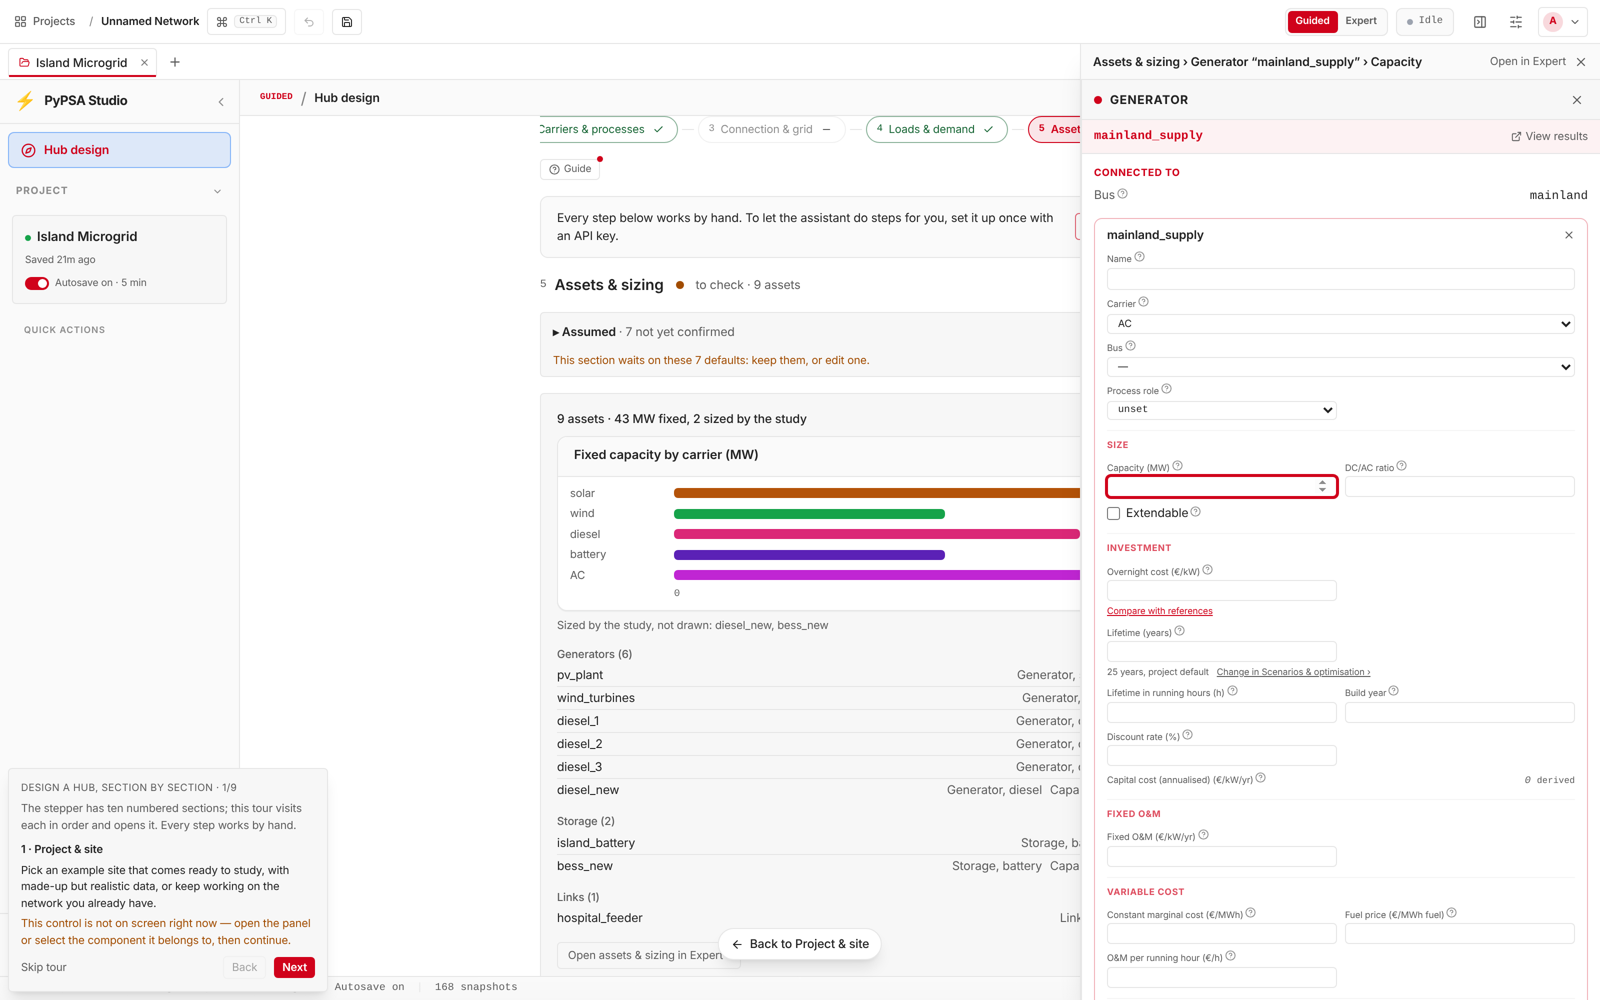 Projects / Unnamed Network Ctrl K
Guided Expert Idle A
Island Microgrid
Assets & sizing › Generator “mainland_supply” › Capacity Open in Expert
PyPSA Studio
GUIDED / Hub design
GENERATOR
Hub design
Carriers & processes 3 Connection & grid 4 Loads & demand 5 Asset
mainland_supply View results
Guide
PROJECT
CONNECTED TO
Bus mainland
Island Microgrid
Saved 21m ago
Autosave on · 5 min
QUICK ACTIONS
Every step below works by hand. To let the assistant do steps for you, set it up once with
an API key.
5 Assets & sizing to check · 9 assets
▸ Assumed · 7 not yet confirmed
This section waits on these 7 defaults: keep them, or edit one.
9 assets · 43 MW fixed, 2 sized by the study
Fixed capacity by carrier (MW)
solar
wind
diesel
battery
AC
0
Sized by the study, not drawn: diesel_new, bess_new
Generators (6)
pv_plant Generator,
wind_turbines Generator,
diesel_1 Generator,
diesel_2 Generator,
diesel_3 Generator,
diesel_new Generator, diesel Capa
Storage (2)
island_battery Storage, ba
bess_new Storage, battery Capa
Links (1)
hospital_feeder Link
Open assets & sizing in Expert
Back to Project & site
mainland_supply
Name
Carrier
AC
Bus
—
Process role
unset
SIZE
Capacity (MW) DC/AC ratio
Extendable
INVESTMENT
Overnight cost (€/kW)
Compare with references
Lifetime (years)
25 years, project default Change in Scenarios & optimisation ›
Lifetime in running hours (h) Build year
Discount rate (%)
Capital cost (annualised) (€/kW/yr) 0 derived
FIXED O&M
Fixed O&M (€/kW/yr)
VARIABLE COST
Constant marginal cost (€/MWh) Fuel price (€/MWh fuel)
O&M per running hour (€/h)
DESIGN A HUB, SECTION BY SECTION · 1/9
The stepper has ten numbered sections; this tour visits
each in order and opens it. Every step works by hand.
1 · Project & site
Pick an example site that comes ready to study, with
made-up but realistic data, or keep working on the
network you already have.
This control is not on screen right now — open the panel
or select the component it belongs to, then continue.
Skip tour Back Next
Autosave on 168 snapshots